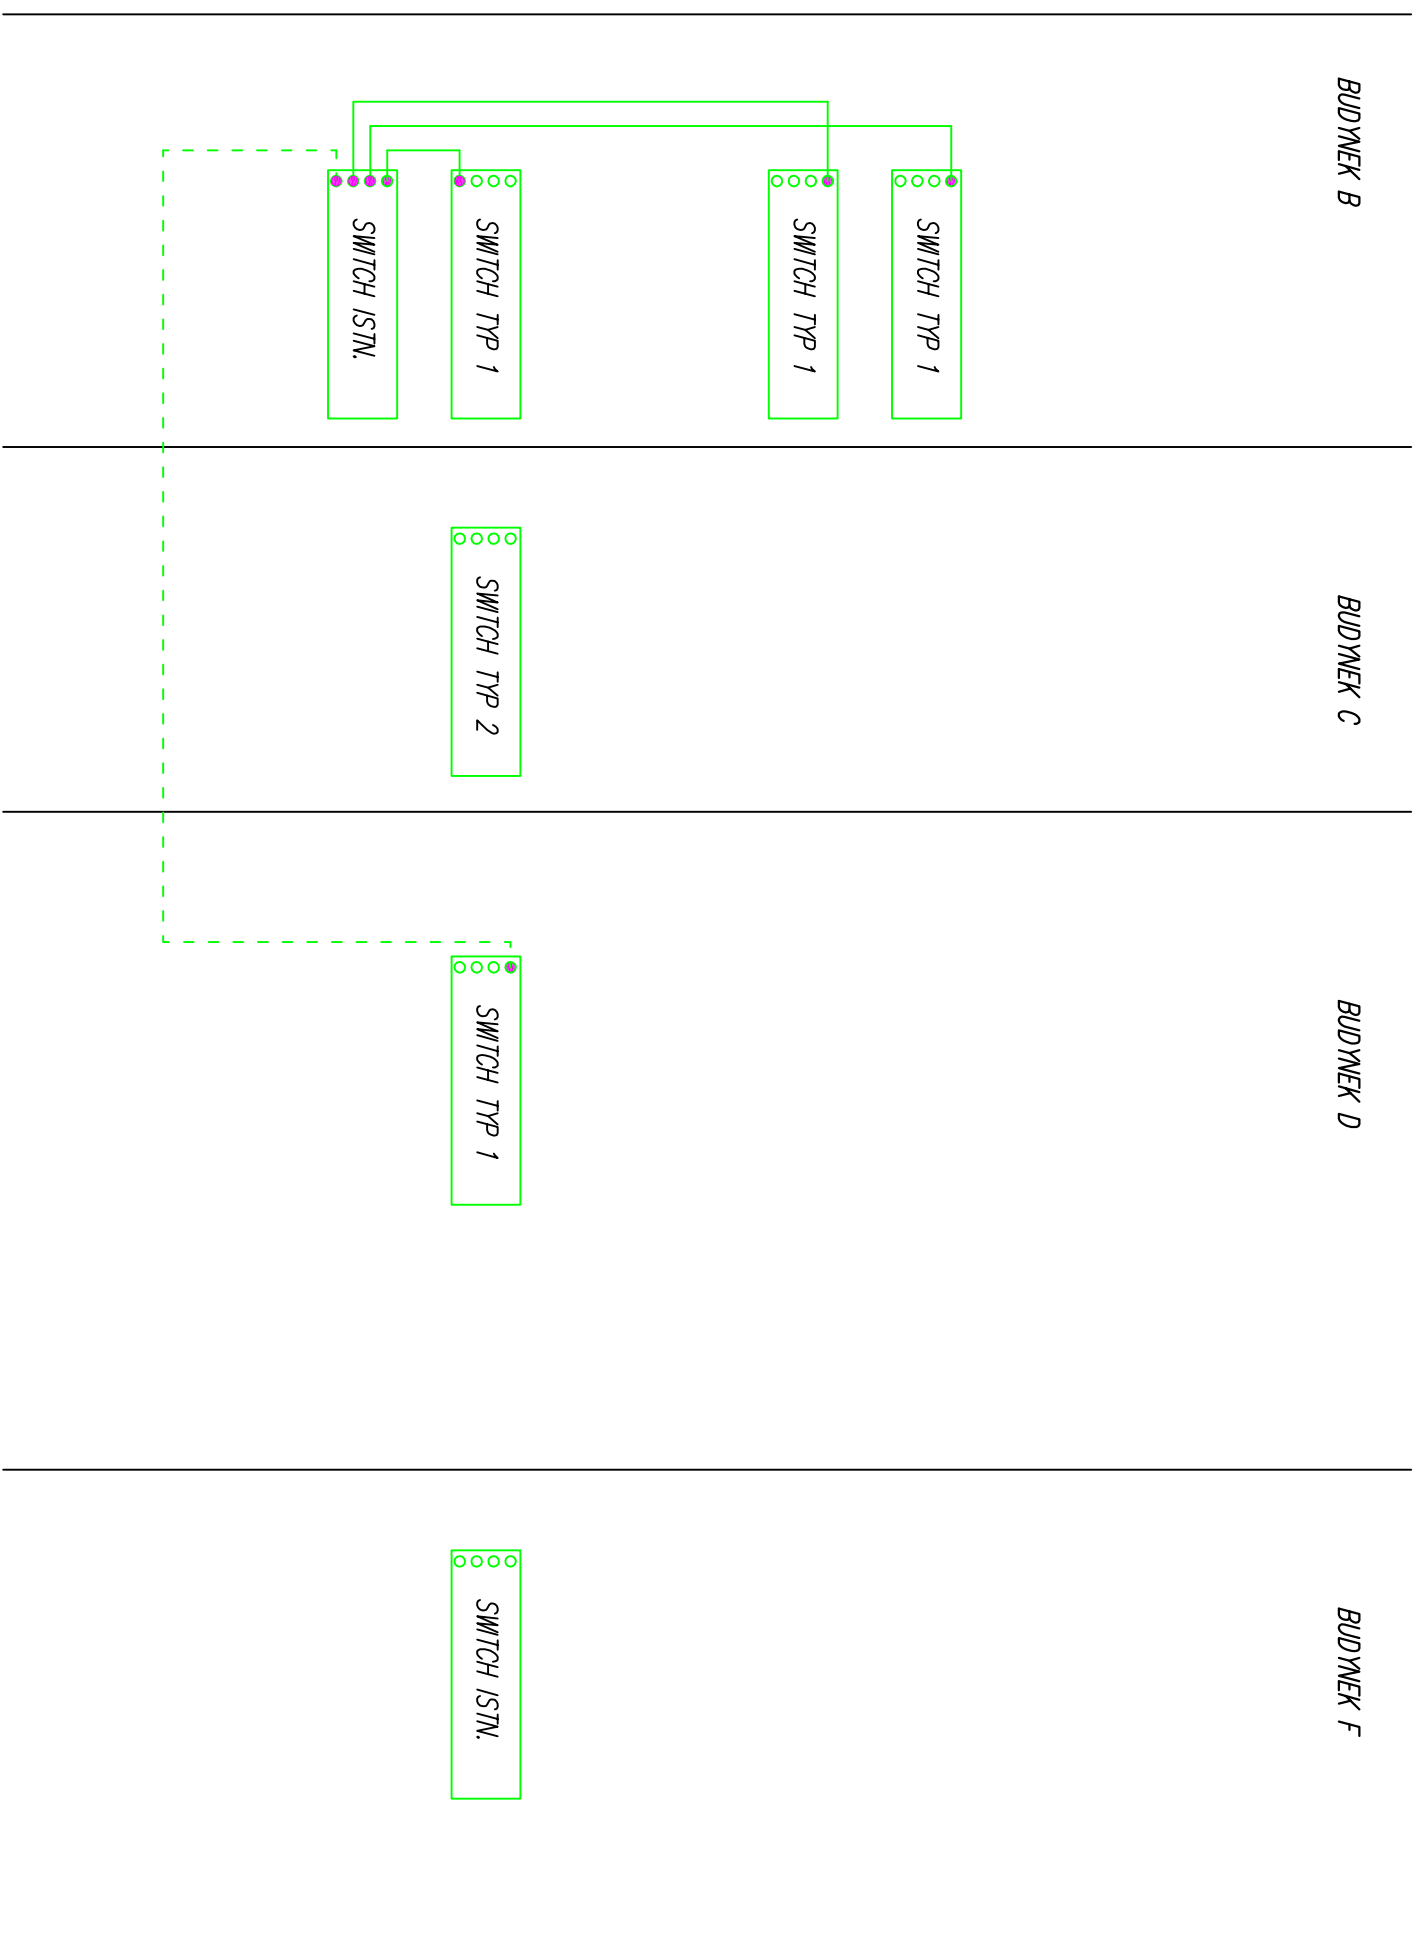 BUDYNEK B
SWITCH TYP 1
SWITCH TYP 1
SWITCH TYP 1
SWITCH ISTN.
BUDYNEK C
SWITCH TYP 2
BUDYNEK D
SWITCH TYP 1
BUDYNEK F
SWITCH ISTN.